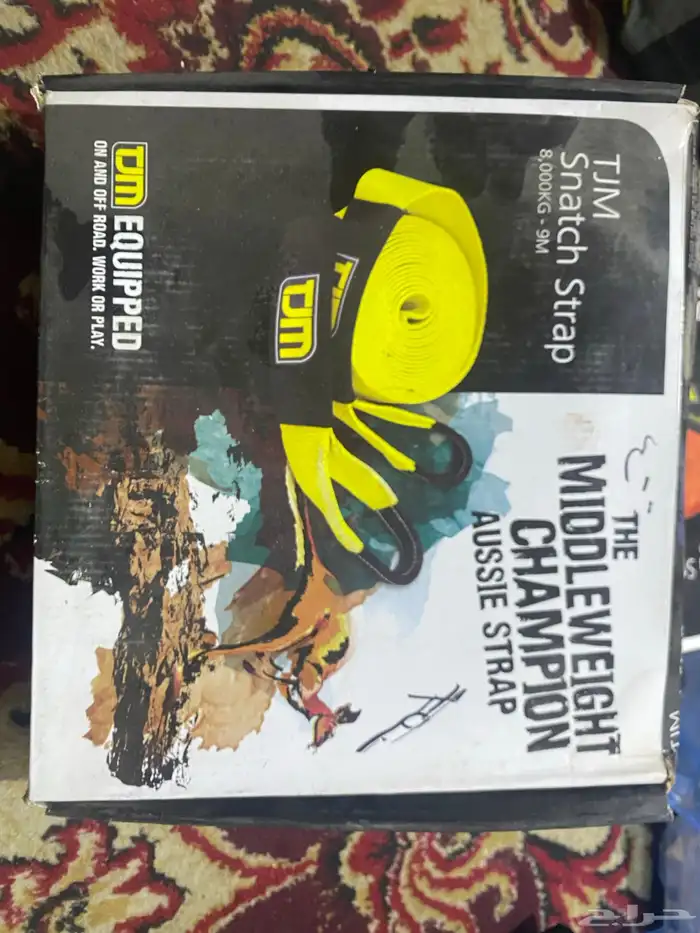 TJM
Snatch Strap
8,000KG - 9M
THE
MIDDLEWEIGHT
CHAMPION
AUSSIE STRAP
TJM
TJM EQUIPPED
ON AND OFF ROAD. WORK OR PLAY.
TJM
حراج